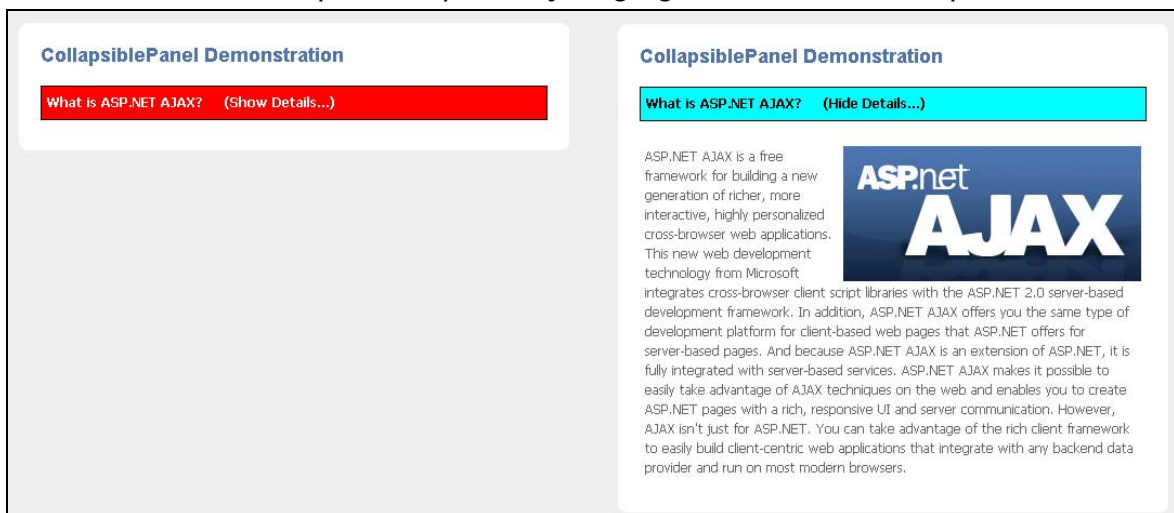 CollapsiblePanel Demonstration
What is ASP.NET AJAX? (Show Details...)
CollapsiblePanel Demonstration
What is ASP.NET AJAX? (Hide Details...)
ASP.NET AJAX is a free
framework for building a new
generation of richer, more
interactive, highly personalized
cross-browser web applications.
This new web development
technology from Microsoft
ASP.net
AJAX
integrates cross-browser client script libraries with the ASP.NET 2.0 server-based
development framework. In addition, ASP.NET AJAX offers you the same type of
development platform for client-based web pages that ASP.NET offers for
server-based pages. And because ASP.NET AJAX is an extension of ASP.NET, it is
fully integrated with server-based services. ASP.NET AJAX makes it possible to
easily take advantage of AJAX techniques on the web and enables you to create
ASP.NET pages with a rich, responsive UI and server communication. However,
AJAX isn't just for ASP.NET. You can take advantage of the rich client framework
to easily build client-centric web applications that integrate with any backend data
provider and run on most modern browsers.